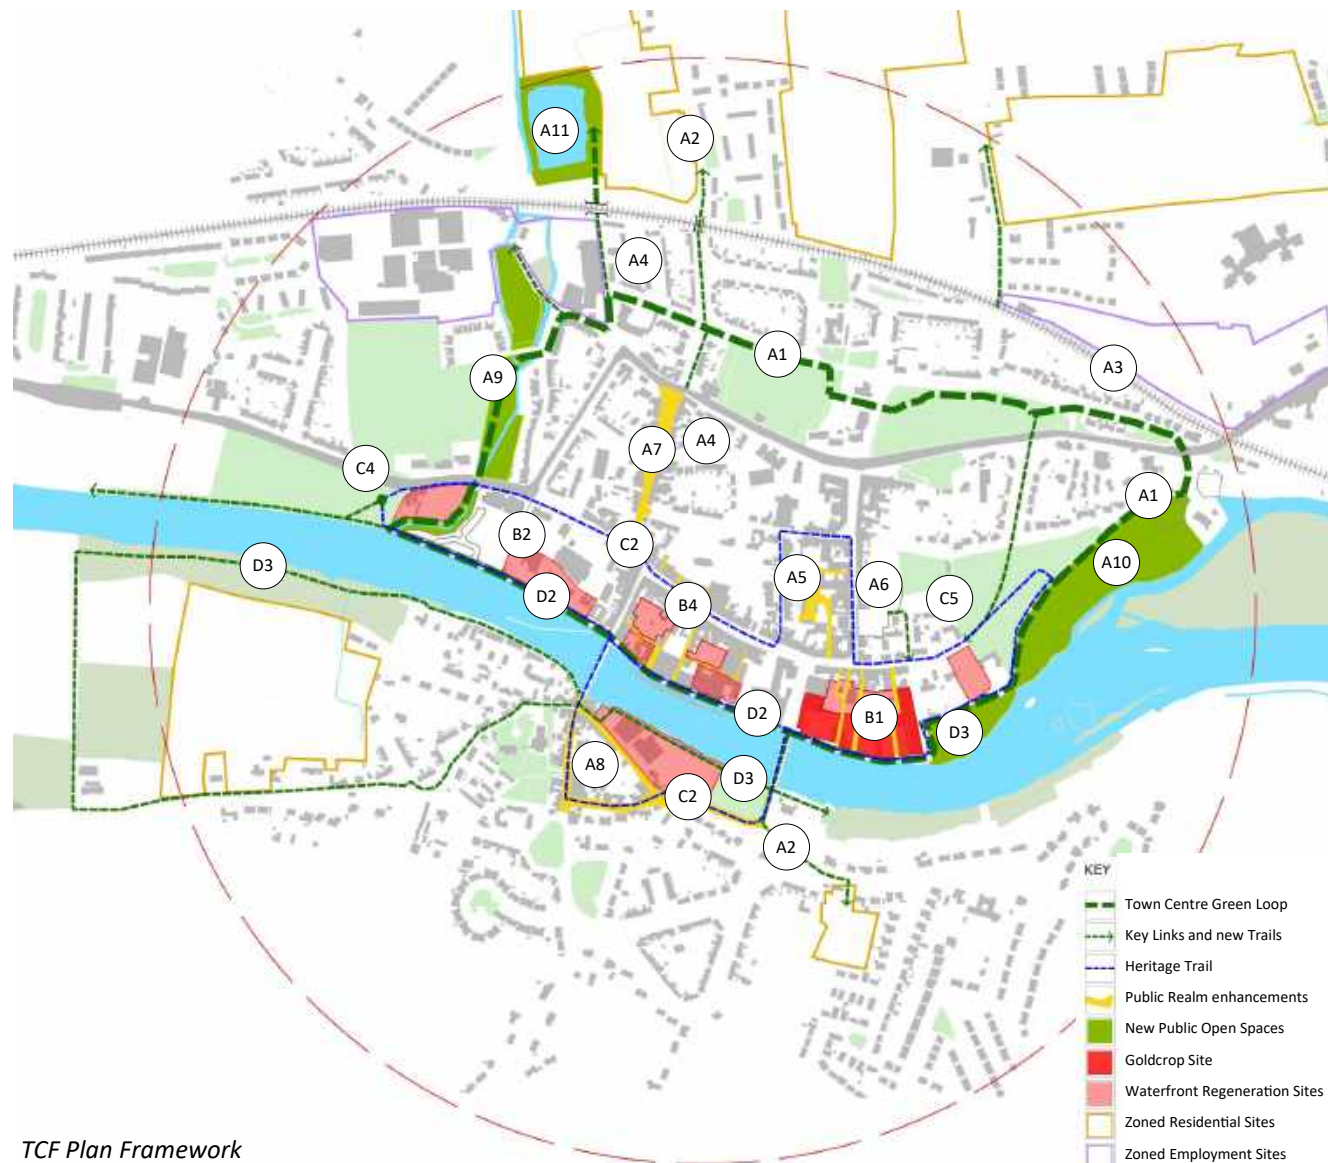 A11
A2
A4
A1
A3
A9
A7
A4
C4
A1
B2
C2
A10
D3
A5
A6
D2
C5
B4
D2
B1
D3
A8
D3
C2
A2
KEY
Town Centre Green Loop
Key Links and new Trails
Heritage Trail
Public Realm enhancements
New Public Open Spaces
Goldcrop Site
Waterfront Regeneration Sites
Zoned Residential Sites
TCF Plan Framework
Zoned Employment Sites